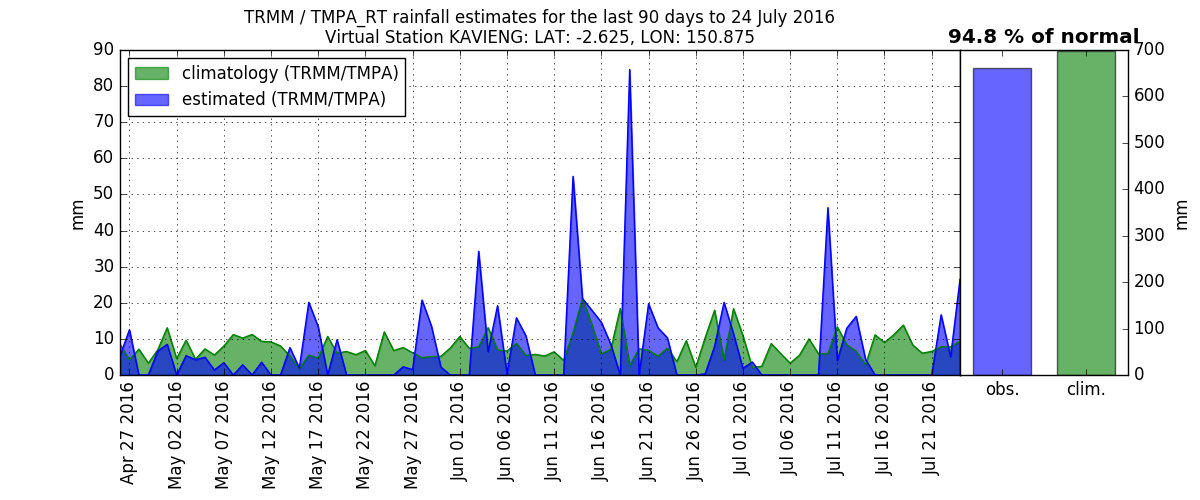 TRMM / TMPA_RT rainfall estimates for the last 90 days to 24 July 2016
Virtual Station KAVIENG: LAT: -2.625, LON: 150.875
94.8 % of normal
climatology (TRMM/TMPA)
estimated (TRMM/TMPA)
mm
90
80
70
60
50
40
30
20
10
0
Apr 27 2016
May 02 2016
May 07 2016
May 12 2016
May 17 2016
May 22 2016
May 27 2016
Jun 01 2016
Jun 06 2016
Jun 11 2016
Jun 16 2016
Jun 21 2016
Jun 26 2016
Jul 01 2016
Jul 06 2016
Jul 11 2016
Jul 16 2016
Jul 21 2016
obs.
clim.
700
600
500
400
300
200
100
0
mm